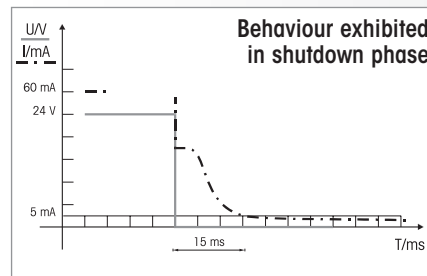 U/V
I/mA
Behaviour exhibited
in shutdown phase
60 mA
24 V
5 mA
15 ms
T/ms